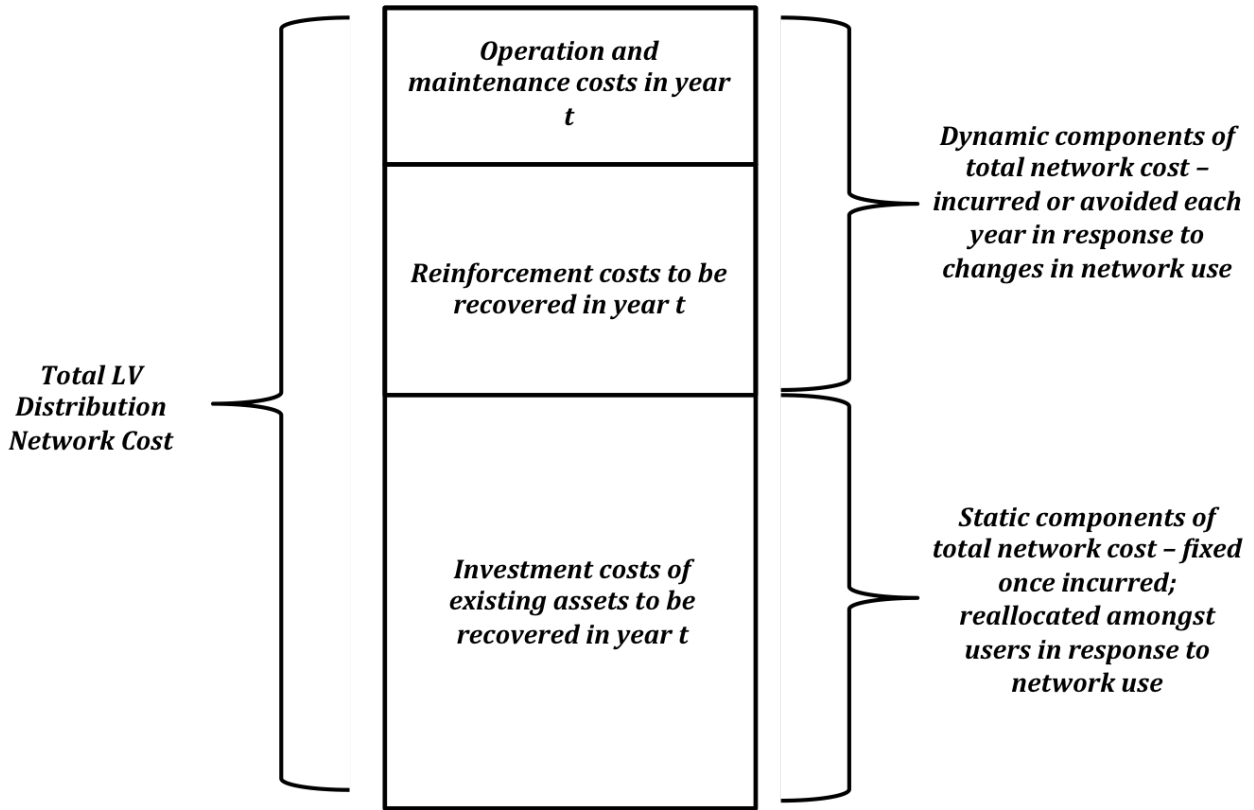 Total LV
Distribution
Network Cost
Operation and
maintenance costs in year
t
Reinforcement costs to be
recovered in year t
Investment costs of
existing assets to be
recovered in year t
Dynamic components of
total network cost –
incurred or avoided each
year in response to
changes in network use
Static components of
total network cost – fixed
once incurred;
reallocated amongst
users in response to
network use